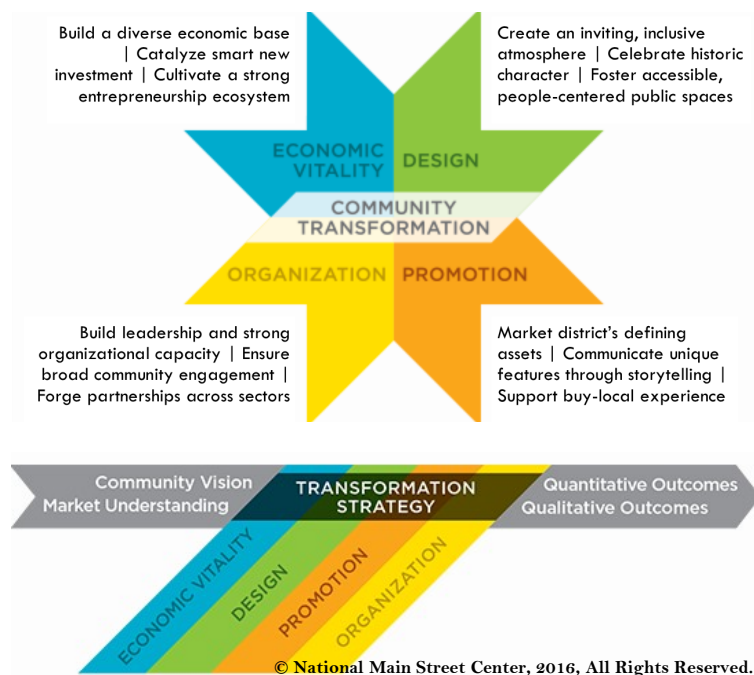 Build a diverse economic base
| Catalyze smart new
investment | Cultivate a strong
entrepreneurship ecosystem
Create an inviting, inclusive
atmosphere | Celebrate historic
character | Foster accessible,
people-centered public spaces
ECONOMIC
VITALITY
DESIGN
COMMUNITY
TRANSFORMATION
ORGANIZATION
PROMOTION
Build leadership and strong
organizational capacity | Ensure
broad community engagement |
Forge partnerships across sectors
Market district’s defining
assets | Communicate unique
features through storytelling |
Support buy-local experience
Community Vision
Market Understanding
TRANSFORMATION
STRATEGY
Quantitative Outcomes
Qualitative Outcomes
ECONOMIC VITALITY
DESIGN
PROMOTION
ORGANIZATION
© National Main Street Center, 2016, All Rights Reserved.